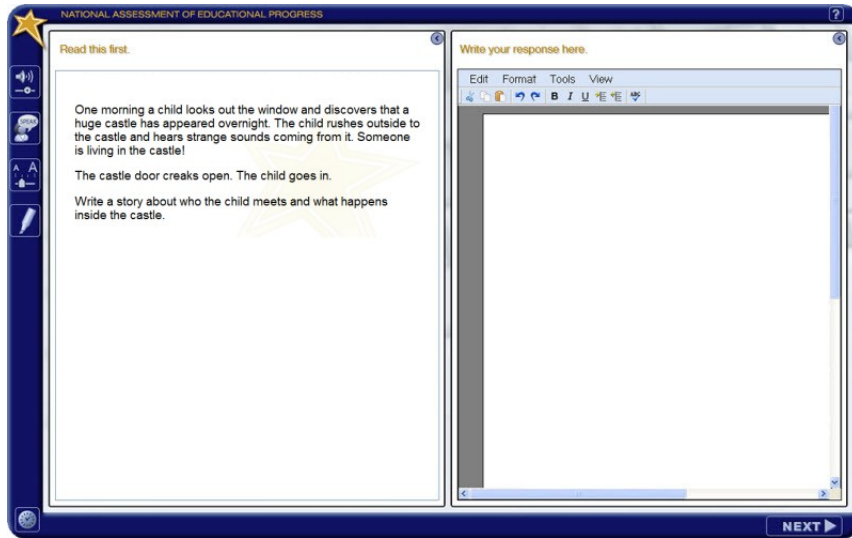 NATIONAL ASSESSMENT OF EDUCATIONAL PROGRESS
?
Read this first.
One morning a child looks out the window and discovers that a
huge castle has appeared overnight. The child rushes outside to
the castle and hears strange sounds coming from it. Someone
is living in the castle!
The castle door creaks open. The child goes in.
Write a story about who the child meets and what happens
inside the castle.
Write your response here.
Edit Format Tools View
B I U ABC
SPEAK
A A
NEXT